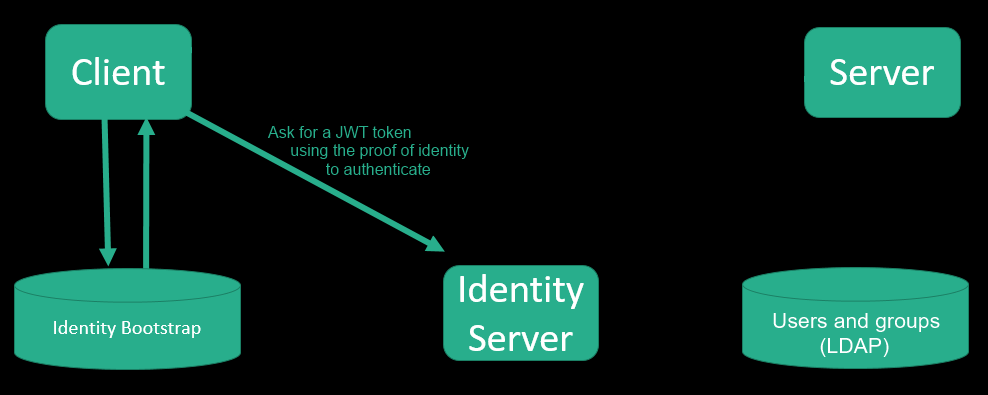 Client
Server
Ask for a JWT token
using the proof of identity
to authenticate
Identity Bootstrap
Identity
Server
Users and groups
(LDAP)